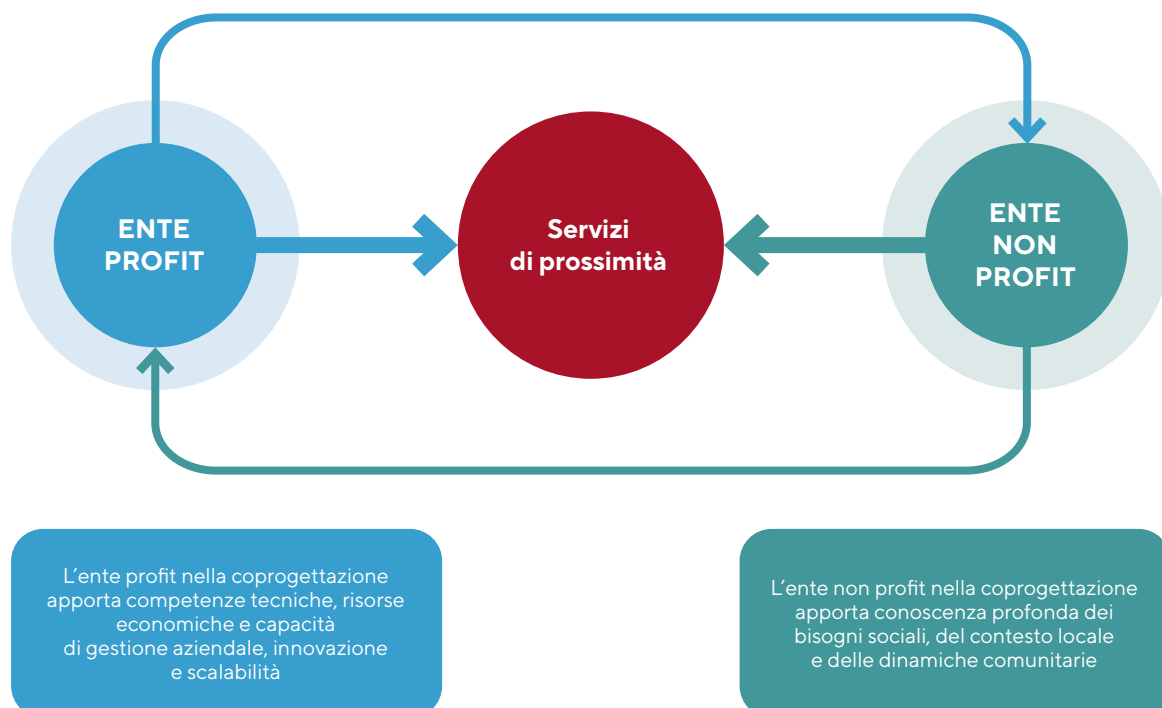 ENTE
PROFIT
Servizi
di prossimità
ENTE
NON
PROFIT
L’ente profit nella coprogettazione
apporta competenze tecniche, risorse
economiche e capacità
di gestione aziendale, innovazione
e scalabilità
L’ente non profit nella coprogettazione
apporta conoscenza profonda dei
bisogni sociali, del contesto locale
e delle dinamiche comunitarie